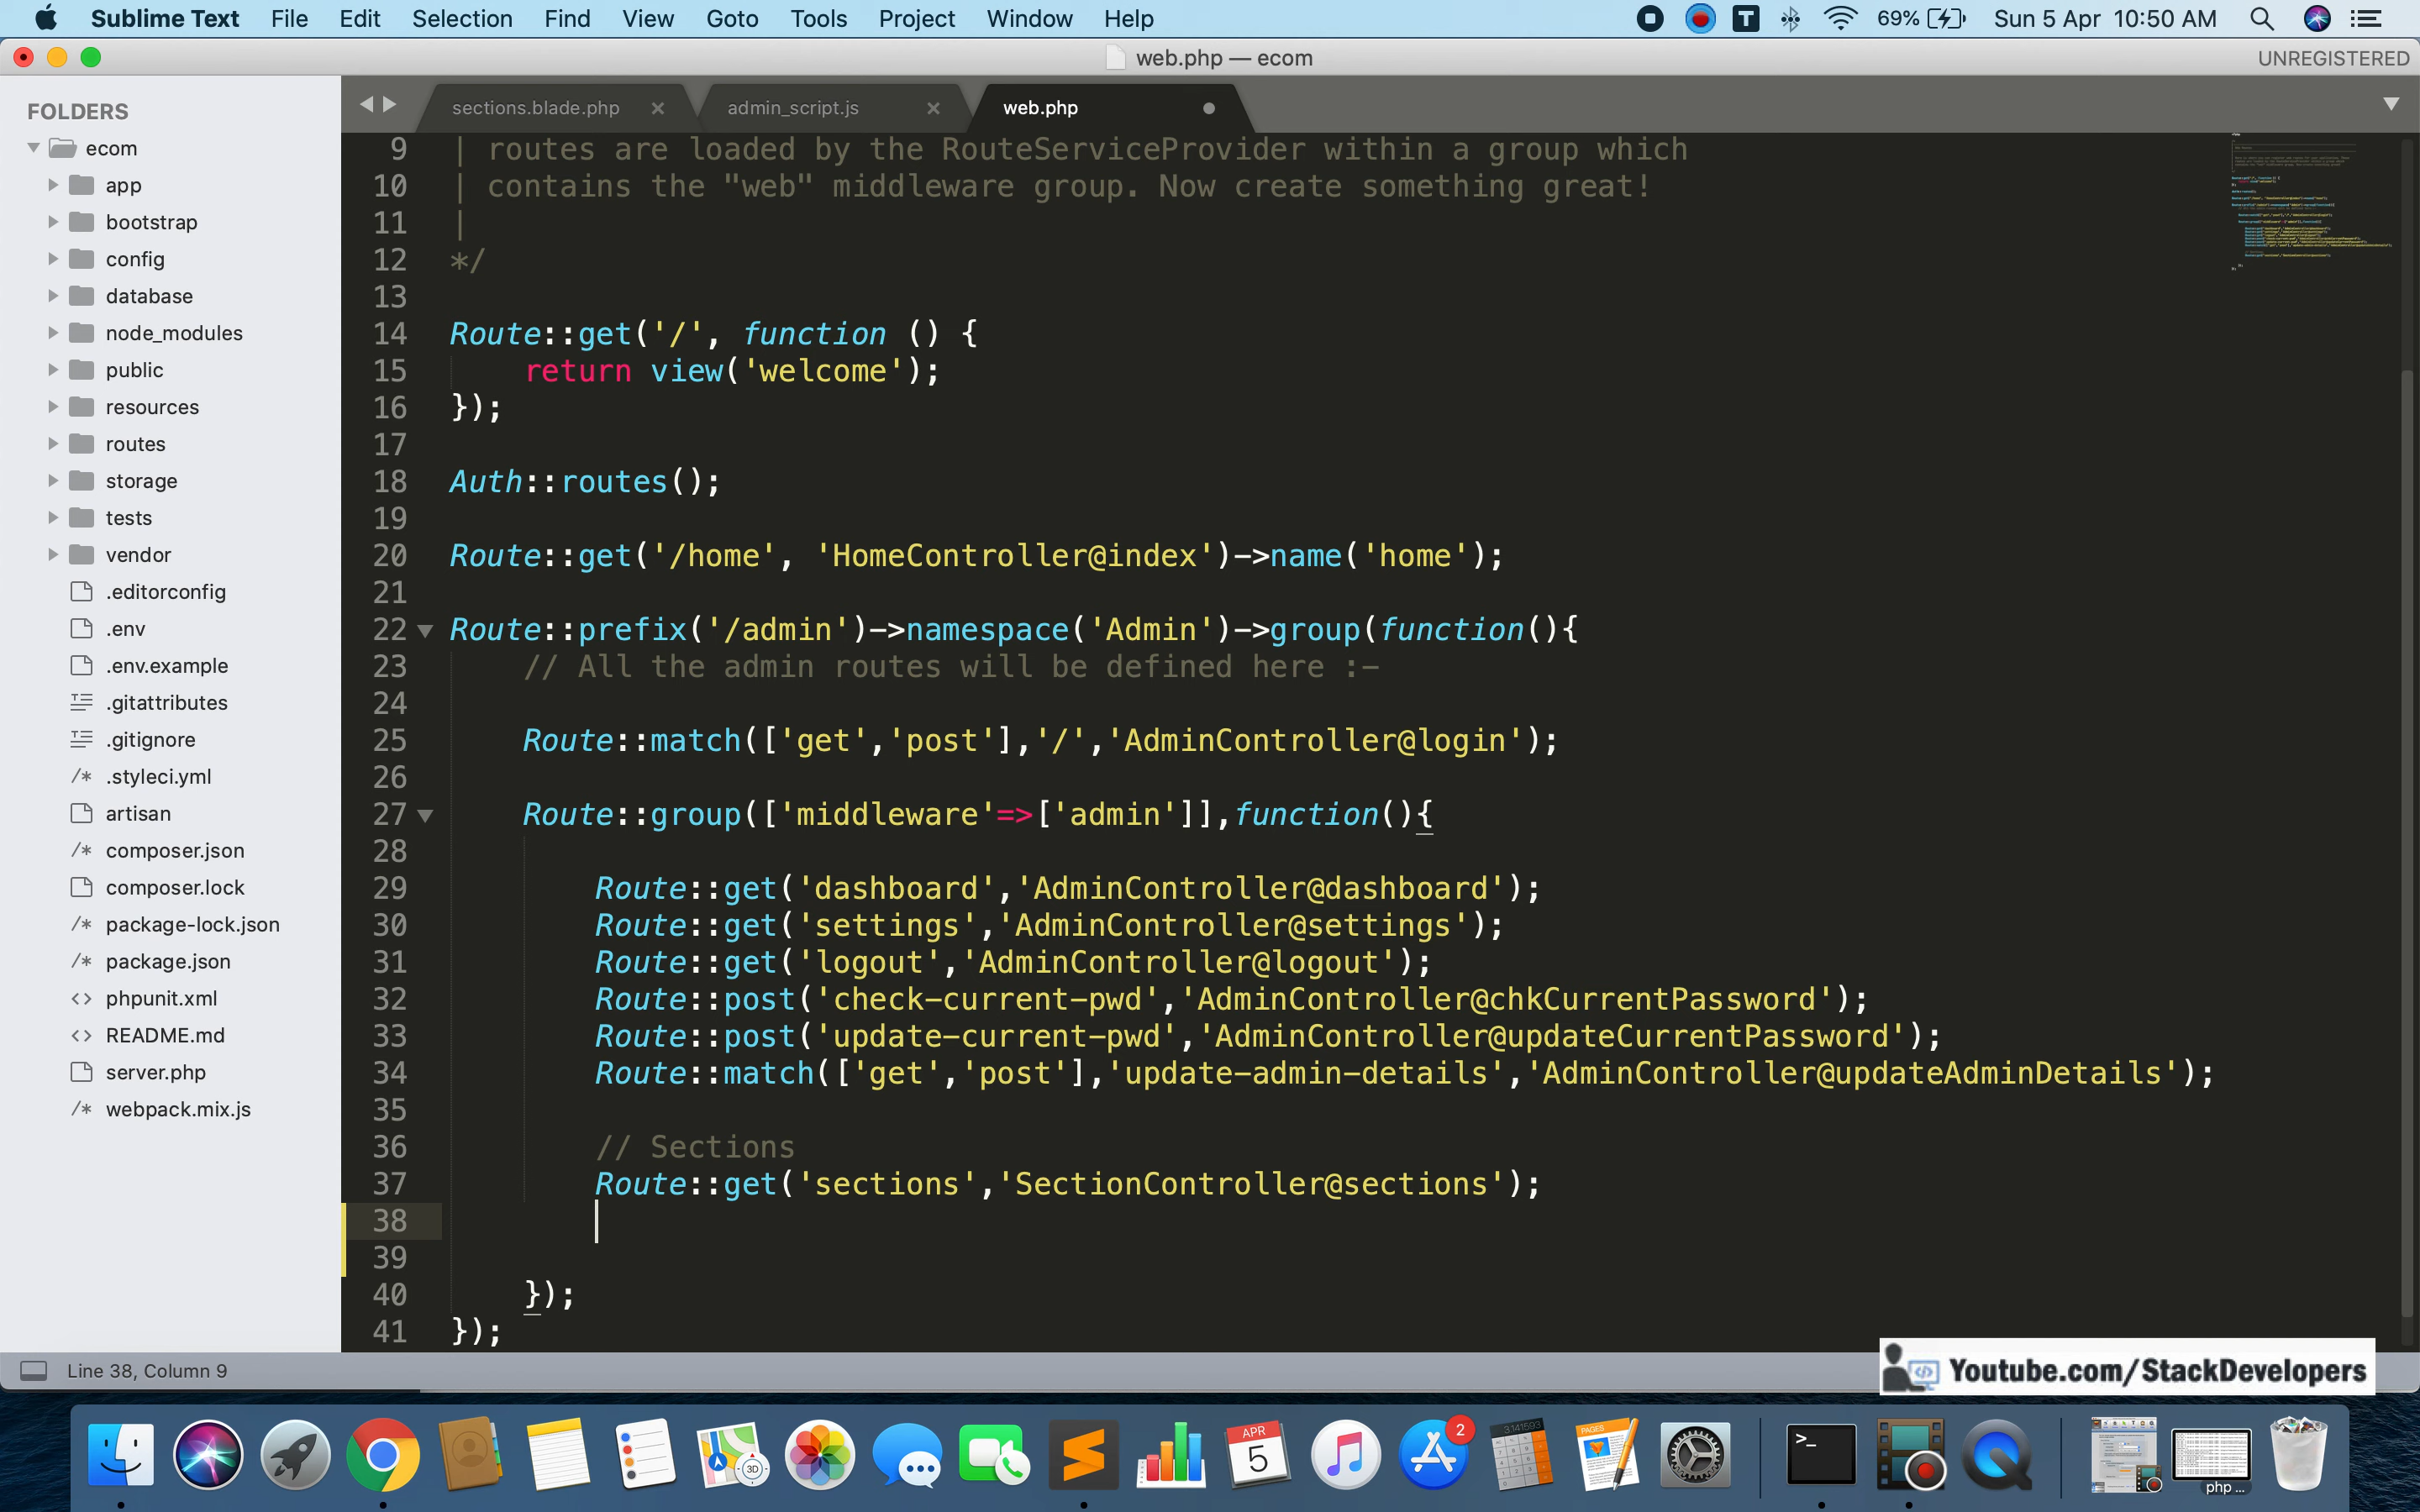 Sublime Text File Edit Selection Find View Goto Tools Project Window Help 69% Sun 5 Apr 10:50 AM
web.php — ecom UNREGISTERED
FOLDERS
ecom
app
bootstrap
config
database
node_modules
public
resources
routes
storage
tests
vendor
.editorconfig
.env
.env.example
.gitattributes
.gitignore
/* .styleci.yml
artisan
/* composer.json
composer.lock
/* package-lock.json
/* package.json
<> phpunit.xml
<> README.md
server.php
/* webpack.mix.js
sections.blade.php admin_script.js web.php
9 | routes are loaded by the RouteServiceProvider within a group which
10 | contains the "web" middleware group. Now create something great!
11 |
12 */
13
14 Route::get('/', function () {
15 return view('welcome');
16 });
17
18 Auth::routes();
19
20 Route::get('/home', 'HomeController@index')->name('home');
21
22 Route::prefix('/admin')->namespace('Admin')->group(function(){
23 // All the admin routes will be defined here :-
24
25 Route::match(['get','post'],'/','AdminController@login');
26
27 Route::group(['middleware'=>['admin']],function(){
28
29 Route::get('dashboard','AdminController@dashboard');
30 Route::get('settings','AdminController@settings');
31 Route::get('logout','AdminController@logout');
32 Route::post('check-current-pwd','AdminController@chkCurrentPassword');
33 Route::post('update-current-pwd','AdminController@updateCurrentPassword');
34 Route::match(['get','post'],'update-admin-details','AdminController@updateAdminDetails');
35
36 // Sections
37 Route::get('sections','SectionController@sections');
38
39
40 });
41 });
Line 38, Column 9
Youtube.com/StackDevelopers
3D
APR
5
2
3.141593
PAGES
>_
php ...